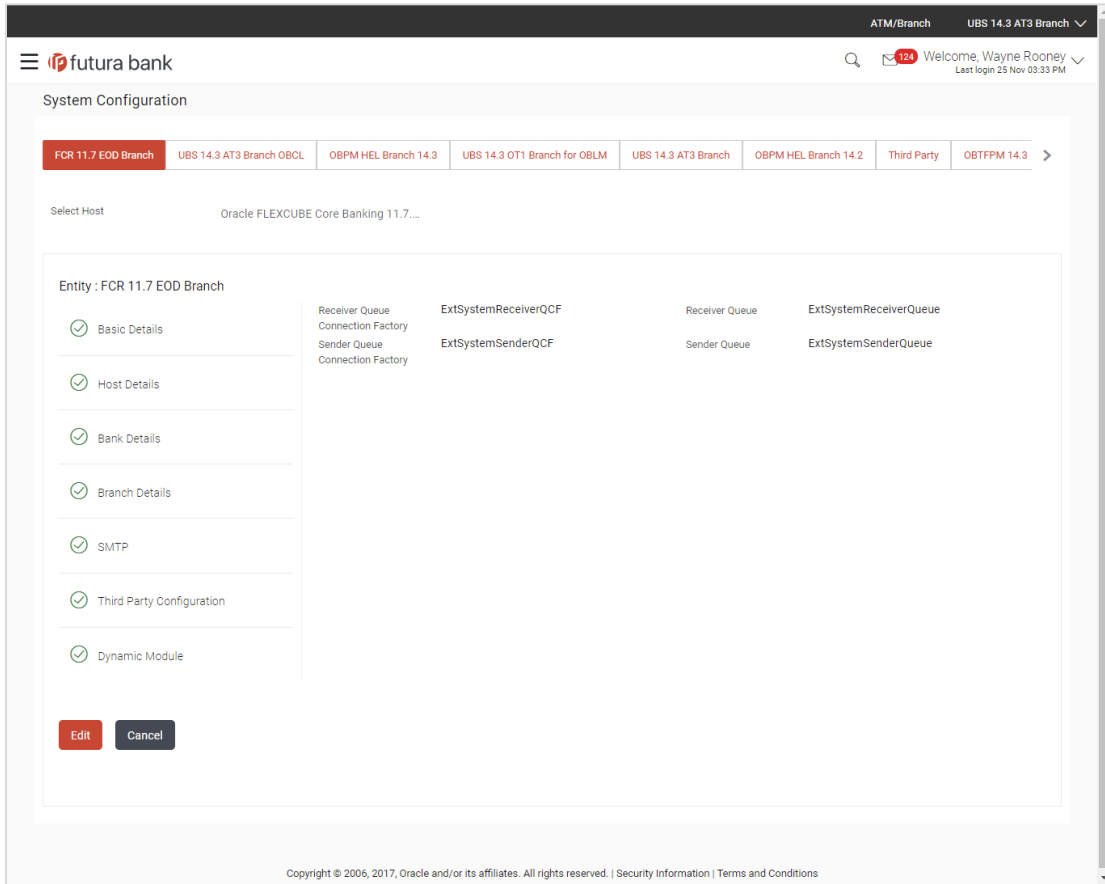 ATM/Branch UBS 14.3 AT3 Branch
futura bank
124
Welcome, Wayne Rooney
Last login 25 Nov 03:33 PM
System Configuration
FCR 11.7 EOD Branch UBS 14.3 AT3 Branch OBCL OBPM HEL Branch 14.3 UBS 14.3 OT1 Branch for OBLM UBS 14.3 AT3 Branch OBPM HEL Branch 14.2 Third Party OBTFPM 14.3
Select Host Oracle FLEXCUBE Core Banking 11.7....
Entity : FCR 11.7 EOD Branch
Basic Details
Host Details
Bank Details
Branch Details
SMTP
Third Party Configuration
Dynamic Module
Receiver Queue ExtSystemReceiverQCF Receiver Queue ExtSystemReceiverQueue
Connection Factory
Sender Queue ExtSystemSenderQCF Sender Queue ExtSystemSenderQueue
Connection Factory
Edit Cancel
Copyright © 2006, 2017, Oracle and/or its affiliates. All rights reserved. | Security Information | Terms and Conditions